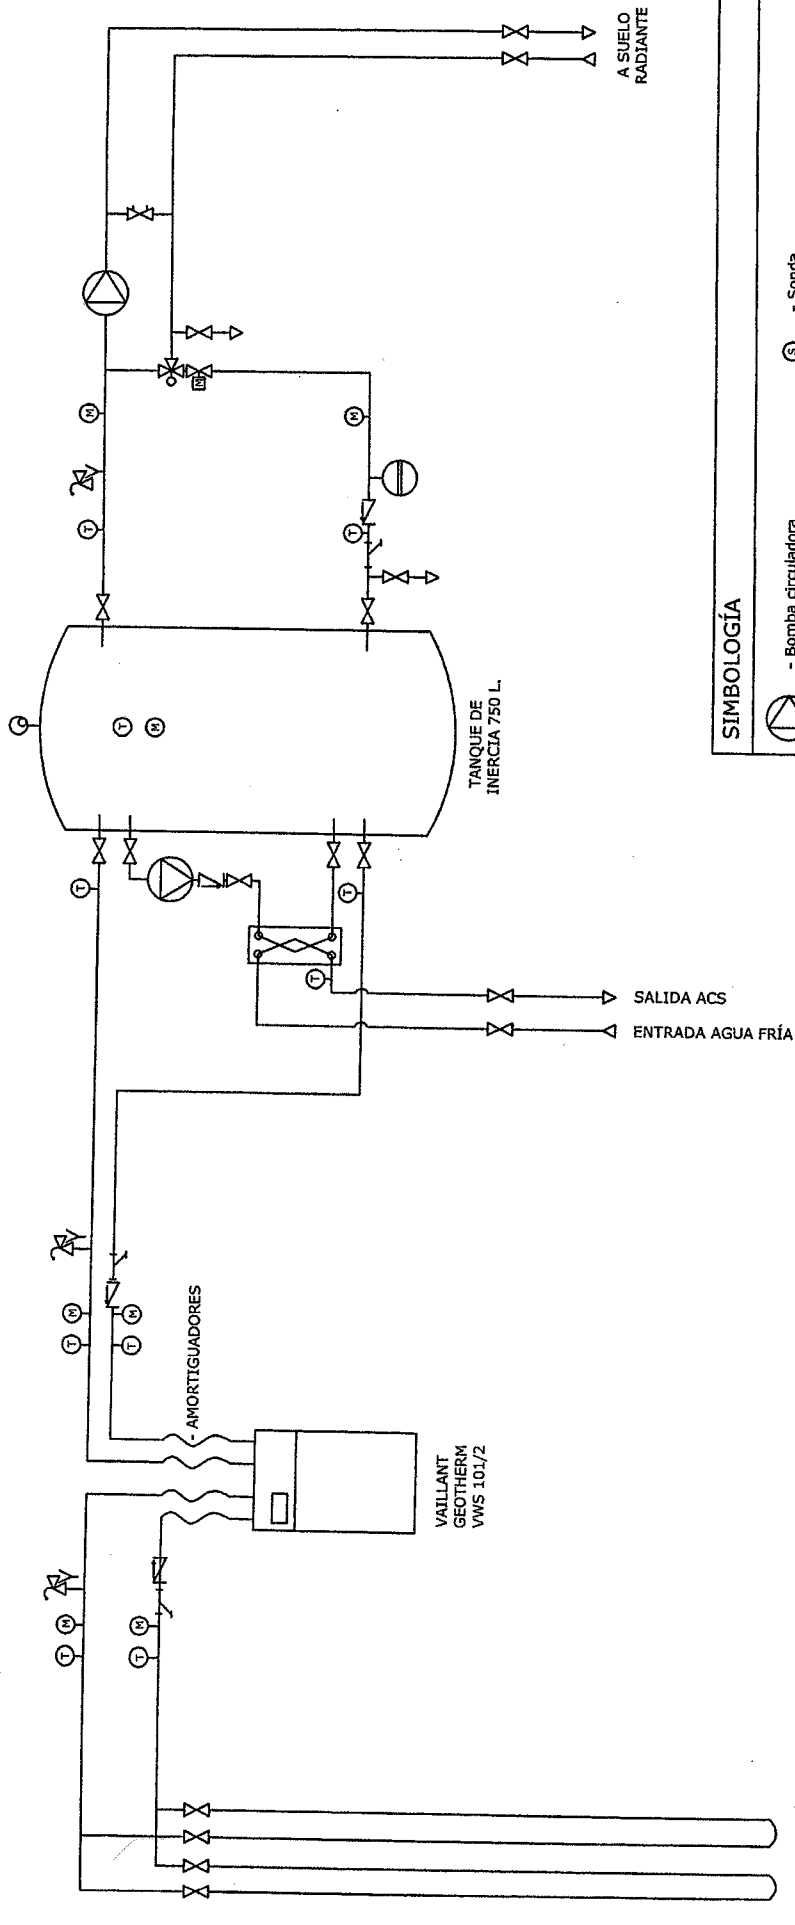 A SUELO
RADIANTE
M
M
T
T
M
T
M
TANQUE DE
INERCIA 750 L.
T
T
T
SALIDA ACS
ENTRADA AGUA FRÍA
M
M
T
T
- AMORTIGUADORES
VAILLANT
GEOTHERM
VWS 101/2
M
M
T
T
SIMBOLOGÍA
- Bomba circuladora
S
- Sonda